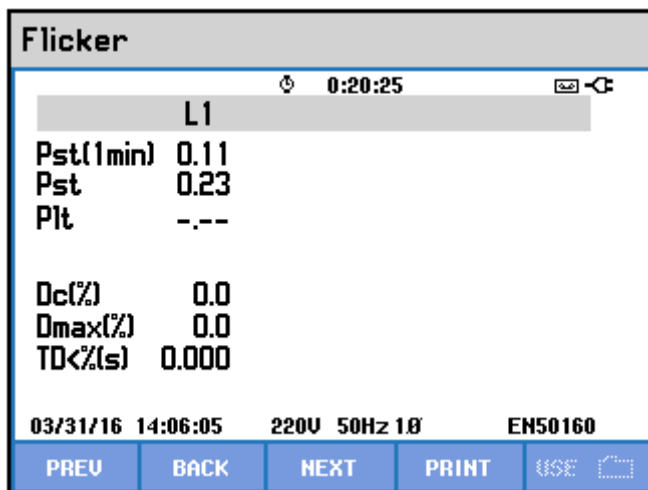 Flicker
0:20:25
L1
Pst(1min) 0.11
Pst 0.23
Plt -.--
Dc(%) 0.0
Dmax(%) 0.0
TD<%(s) 0.000
03/31/16 14:06:05 220V 50Hz 1Ø EN50160
PREV BACK NEXT PRINT USE